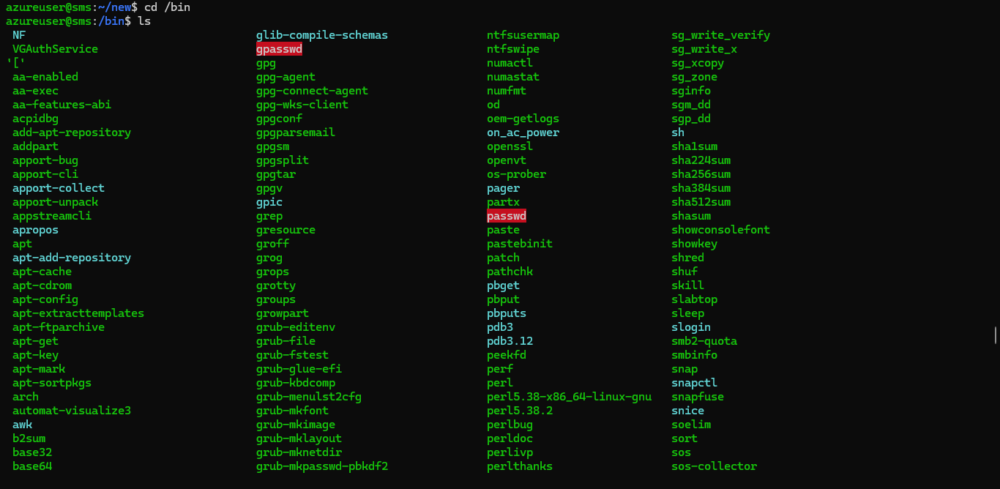 azureuser@sms:~/new$ cd /bin
azureuser@sms:/bin$ ls
NF glib-compile-schemas ntfsusermap sg_write_verify
VGAuthService gpasswd ntfswipe sg_write_x
'[' gpg numactl sg_xcopy
aa-enabled gpg-agent numastat sg_zone
aa-exec gpg-connect-agent numfmt sginfo
aa-features-abi gpg-wks-client od sgm_dd
acpidbg gpgconf oem-getlogs sgp_dd
add-apt-repository gpgparsemail on_ac_power sh
addpart gpgsm openssl sha1sum
apport-bug gpgsplit openvt sha224sum
apport-cli gpgtar os-prober sha256sum
apport-collect gpgv pager sha384sum
apport-unpack gpic partx sha512sum
appstreamcli grep passwd shasum
apropos gresource paste showconsolefont
apt groff pastebinit showkey
apt-add-repository grog patch shred
apt-cache grops pathchk shuf
apt-cdrom grotty pbget skill
apt-config groups pbput slabtop
apt-extracttemplates growpart pbputs sleep
apt-ftparchive grub-editenv pdb3 slogin
apt-get grub-file pdb3.12 smb2-quota
apt-key grub-fstest peekfd smbinfo
apt-mark grub-glue-efi perf snap
apt-sortpkgs grub-kbdcomp perl snapctl
arch grub-menulst2cfg perl5.38-x86_64-linux-gnu snapfuse
automat-visualize3 grub-mkfont perl5.38.2 snice
awk grub-mkimage perlbug soelim
b2sum grub-mklayout perldoc sort
base32 grub-mknetdir perlivp sos
base64 grub-mkpasswd-pbkdf2 perlthanks sos-collector